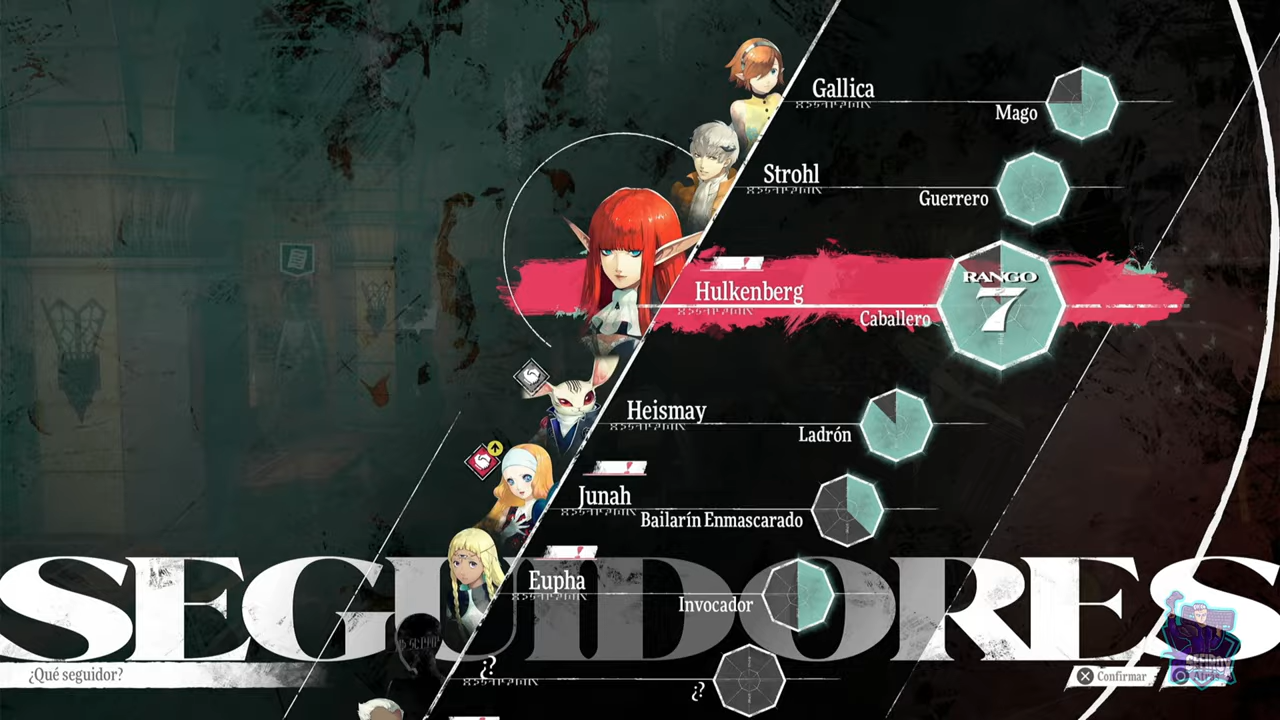 Gallica
Mago
Strohl
Guerrero
RANGO
7
Hulkenberg
Caballero
Heismay
Ladrón
Junah
Bailarín Enmascarado
Eupha
Invocador
SEGUIDORES
¿?
¿?
¿Qué seguidor?
Confirmar
Atrás